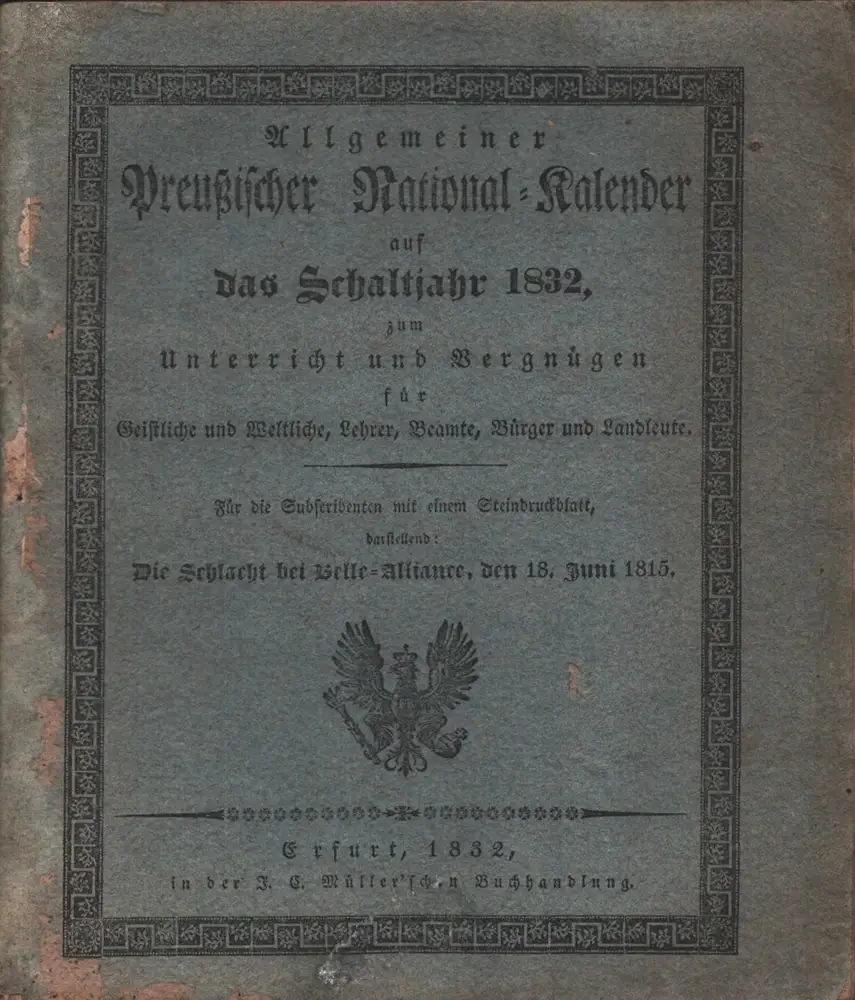 Allgemeiner
Preußischer National-Kalender
auf
das Schaltjahr 1832,
zum
Unterricht und Vergnügen
für
Geistliche und Weltliche, Lehrer, Beamte, Bürger und Landleute.
Für die Subscribenten mit einem Steindruckblatt,
darstellend:
Die Schlacht bei Belle-Alliance, den 18. Juni 1815.
Erfurt, 1832,
in der J. C. Müller'schen Buchhandlung.